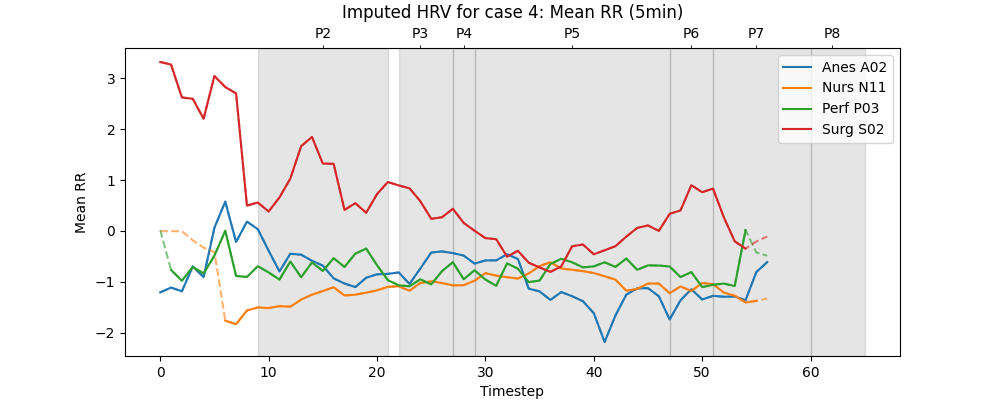 Imputed HRV for case 4: Mean RR (5min)
P2 P3 P4 P5 P6 P7 P8
Anes A02
Nurs N11
Perf P03
Surg S02
3
2
1
0
−1
−2
Mean RR
0 10 20 30 40 50 60
Timestep